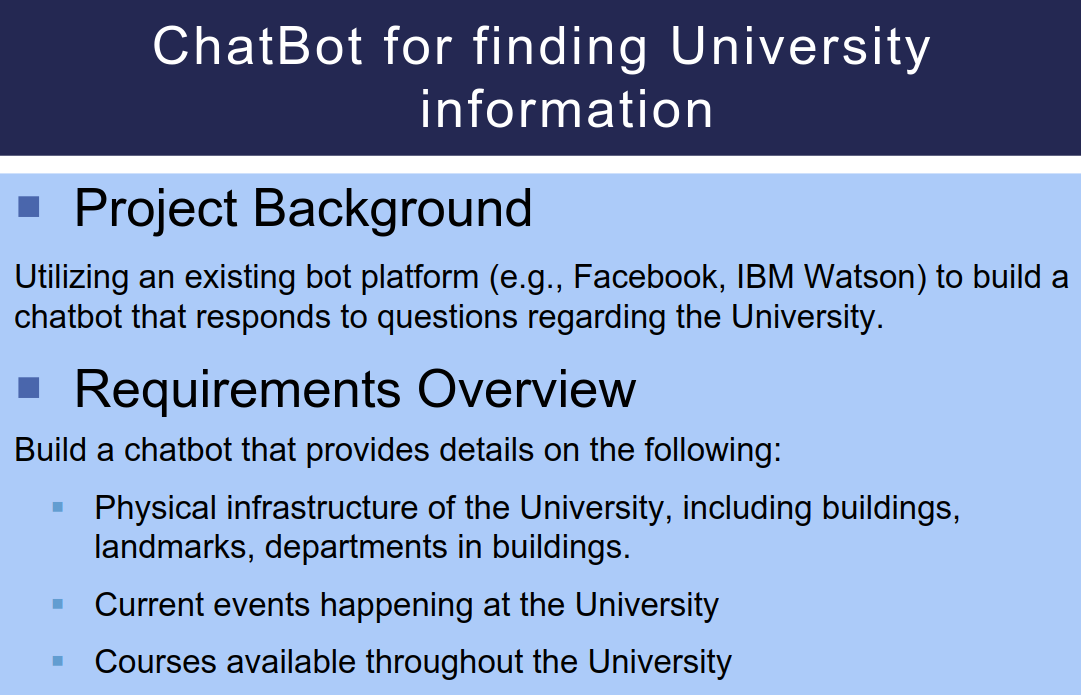 ChatBot for finding University
information
Project Background
Utilizing an existing bot platform (e.g., Facebook, IBM Watson) to build a
chatbot that responds to questions regarding the University.
Requirements Overview
Build a chatbot that provides details on the following:
Physical infrastructure of the University, including buildings,
landmarks, departments in buildings.
Current events happening at the University
Courses available throughout the University